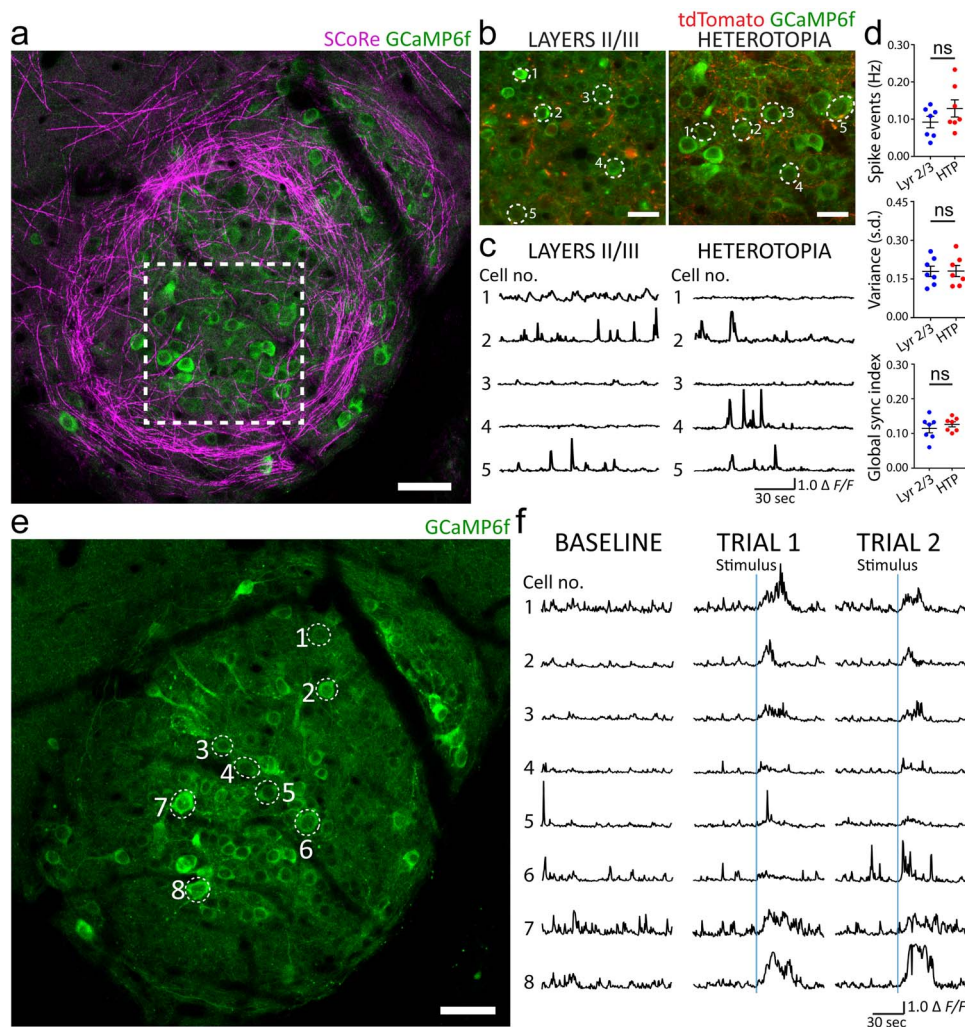 a
SCoRe GCaMP6f
b
tdTomato GCaMP6f
LAYERS II/III
HETEROTOPIA
1
2
3
4
5
1
2
3
4
5
c
LAYERS II/III
HETEROTOPIA
Cell no.
Cell no.
1
1
2
2
3
3
4
4
5
5
1.0 Δ F/F
30 sec
d
Spike events (Hz)
0.30
0.20
0.10
0.00
ns
Lyr 2/3
HTP
Variance (s.d.)
0.45
0.30
0.15
0.00
ns
Lyr 2/3
HTP
Global sync index
0.30
0.20
0.10
0.00
ns
Lyr 2/3
HTP
e
GCaMP6f
1
2
3
4
5
6
7
8
f
BASELINE
TRIAL 1
TRIAL 2
Stimulus
Stimulus
Cell no.
1
2
3
4
5
6
7
8
1.0 Δ F/F
30 sec